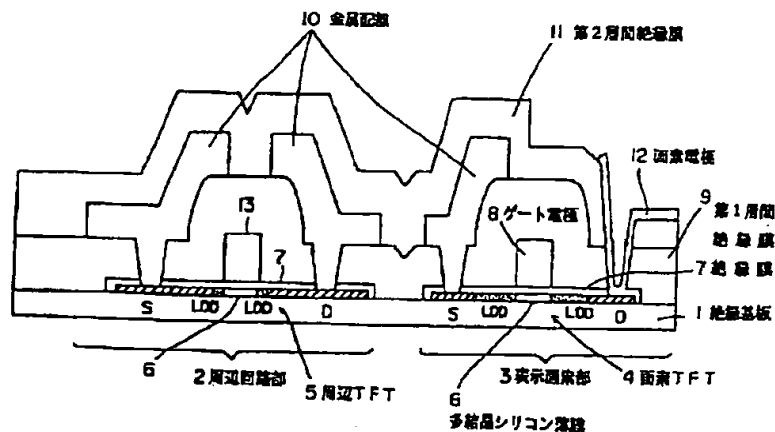 10 金属配線
11 第2層間絶縁膜
12 画素電極
13
8 ゲート電極
9 第1層間
絶縁膜
7
7 絶縁膜
S LDD LDD D
S LDD LDD D
1 絶縁基板
6
2 周辺回路部
5 周辺TFT
3 表示画素部
4 画素TFT
6
多結晶シリコン薄膜